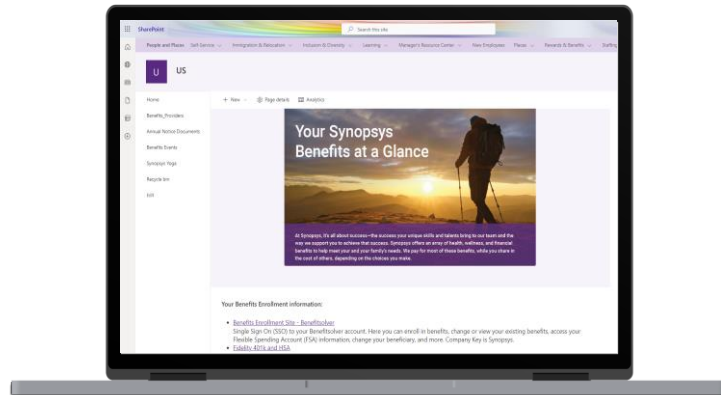 SharePoint
Search this site
People and Places Self-Service Immigration & Relocation Inclusion & Diversity Learning Manager's Resource Center New Employees Places Rewards & Benefits Staffing
U US
Home
+ New Page details Analytics
Benefits_Providers
Annual Notice Documents
Benefits Events
Synopsys Yoga
Recycle bin
Edit
Your Synopsys
Benefits at a Glance
At Synopsys, it's all about success—the success your unique skills and talents bring to our team and the
way we support you to achieve that success. Synopsys offers an array of health, wellness, and financial
benefits to help meet your and your family's needs. We pay for most of these benefits, while you share in
the cost of others, depending on the choices you make.
Your Benefits Enrollment information:
• Benefits Enrollment Site - Benefitsolver
Single Sign On (SSO) to your Benefitsolver account. Here you can enroll in benefits, change or view your existing benefits, access your
Flexible Spending Account (FSA) information, change your beneficiary, and more. Company Key is Synopsys.
• Fidelity 401k and HSA